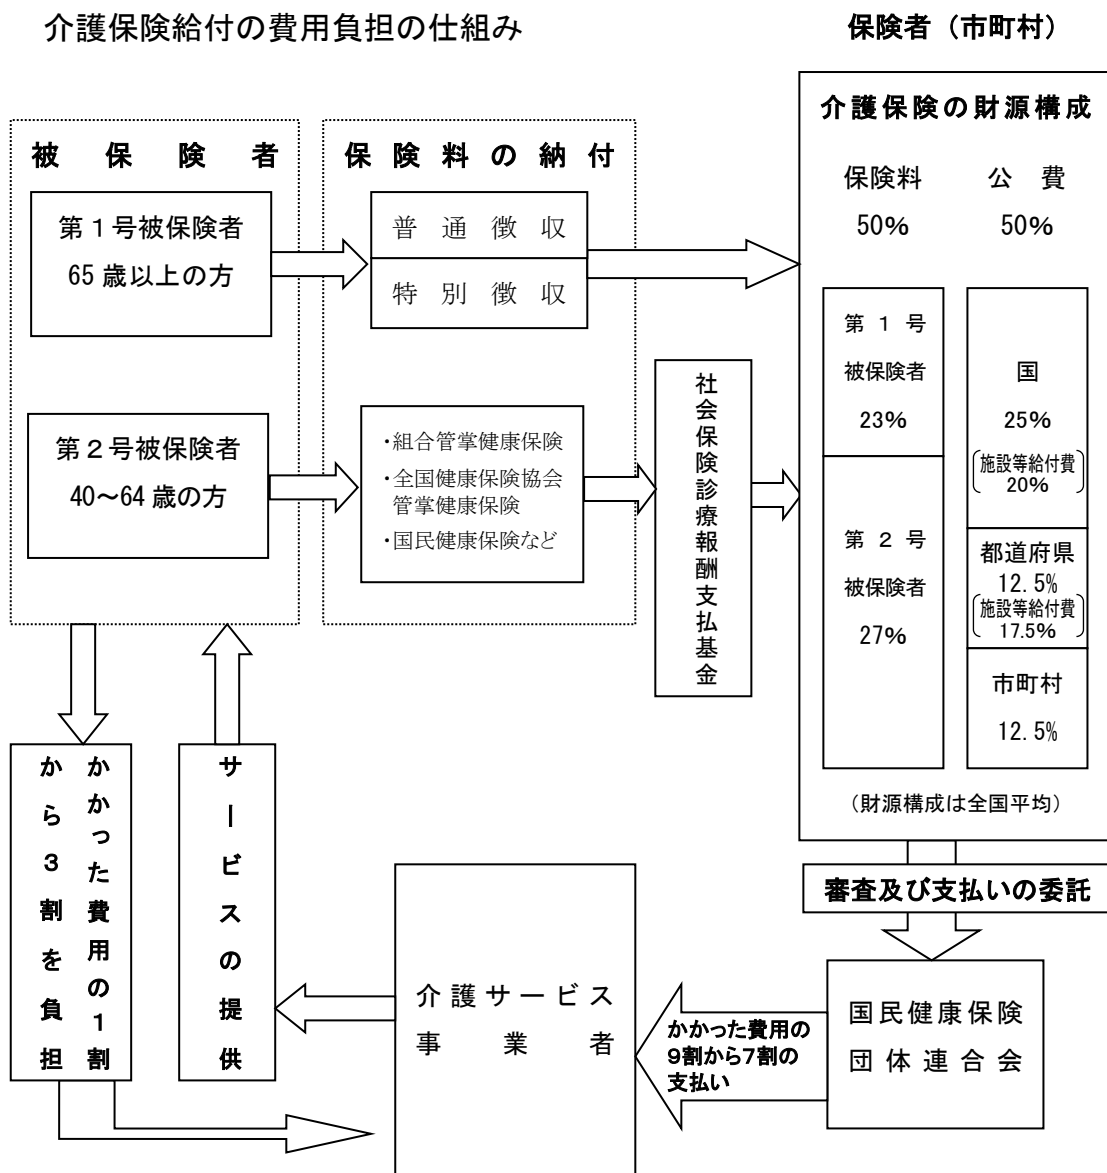 介護保険給付の費用負担の仕組み
保険者（市町村）
被保険者
第１号被保険者
65 歳以上の方
第２号被保険者
40～64 歳の方
保険料の納付
普通徴収
特別徴収
・組合管掌健康保険
・全国健康保険協会
管掌健康保険
・国民健康保険など
社会保険診療報酬支払基金
介護保険の財源構成
保険料
50%
公　費
50%
第　１　号
被保険者
23%
第　２　号
被保険者
27%
国
25%
施設等給付費
20%
都道府県
12.5%
施設等給付費
17.5%
市町村
12.5%
（財源構成は全国平均）
審査及び支払いの委託
国民健康保険
団体連合会
かかった費用の
9割から7割の
支払い
介護サービス
事業者
サービスの提供
かかった費用の１割
から３割を負担